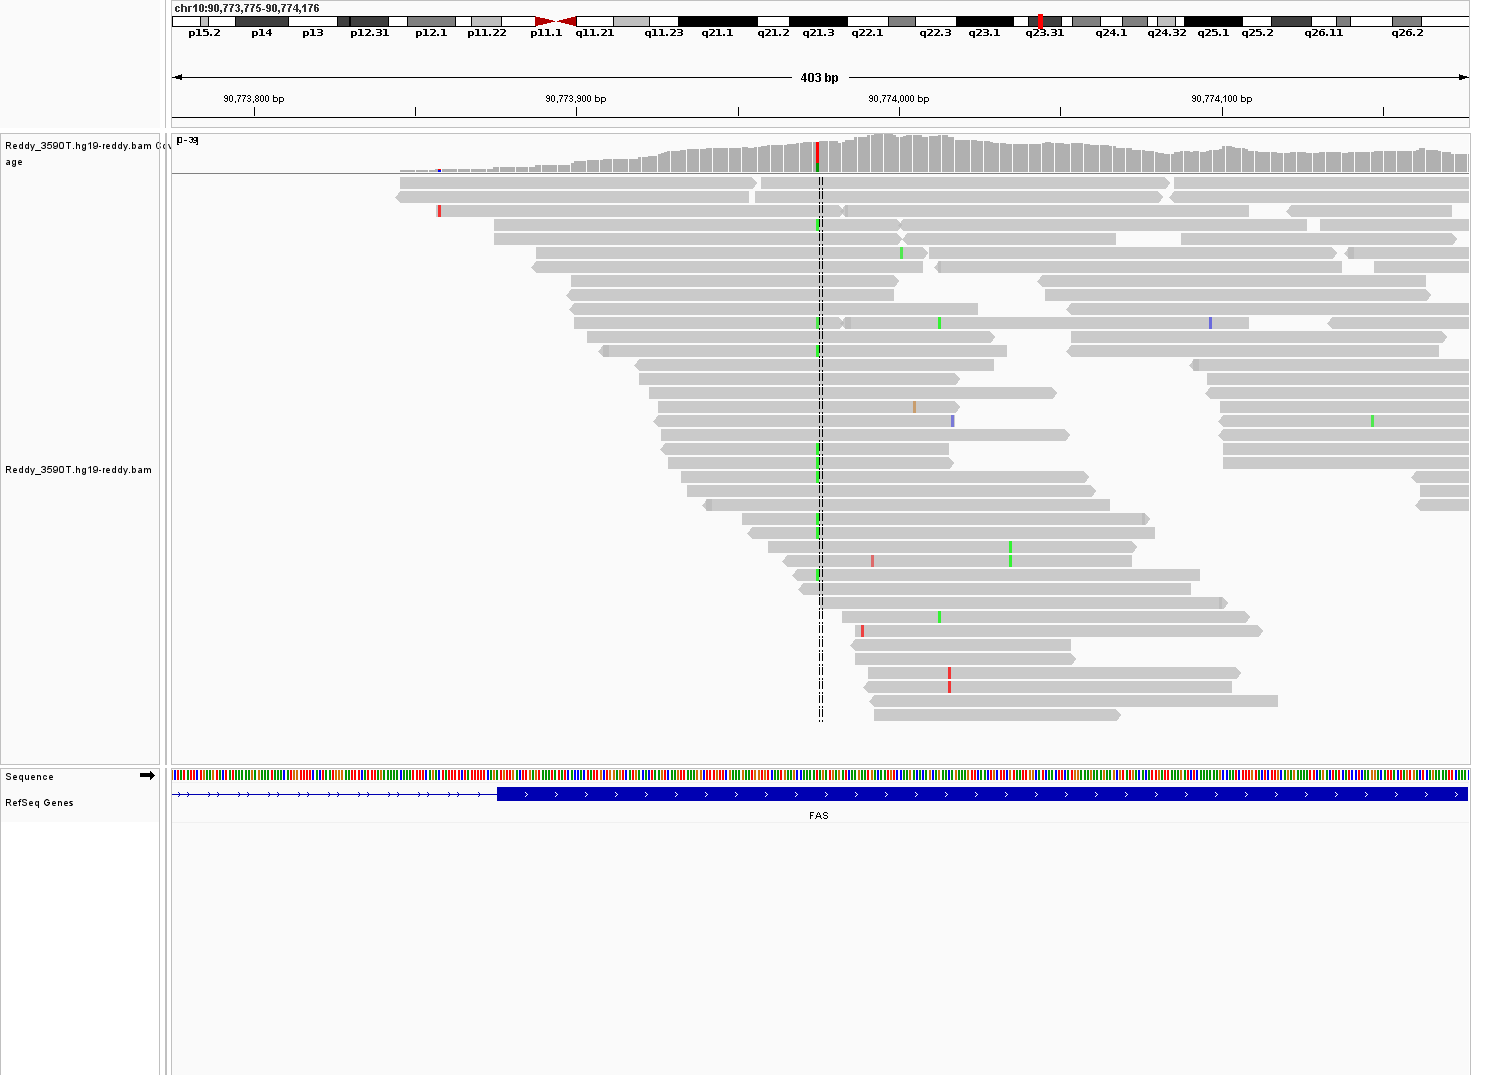 chr10:90,773,775-90,774,176
p15.2 p14 p13 p12.31 p12.1 p11.22 p11.1 q11.21 q11.23 q21.1 q21.2 q21.3 q22.1 q22.3 q23.1 q23.31 q24.1 q24.32 q25.1 q25.2 q26.11 q26.2
403 bp
90,773,800 bp 90,773,900 bp 90,774,000 bp 90,774,100 bp
Reddy_3590T.hg19-reddy.bam Cov
age
[0-39]
Reddy_3590T.hg19-reddy.bam
Sequence
RefSeq Genes
FAS